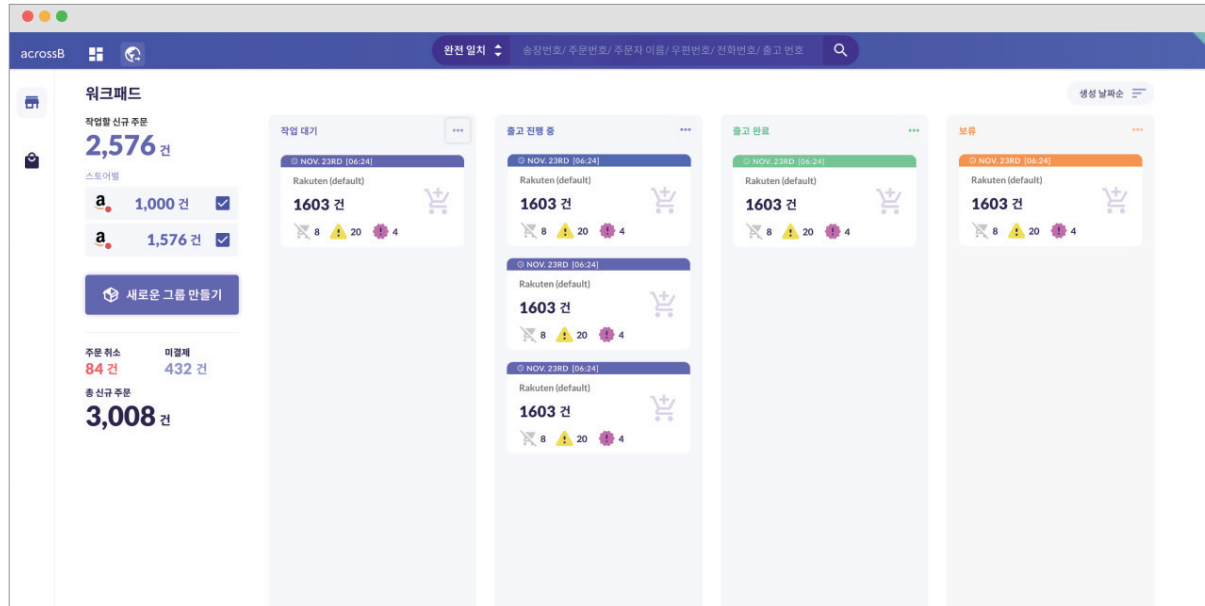 acrossB
완전 일치
송장번호/ 주문번호/ 주문자 이름/ 우편번호/ 전화번호/ 출고 번호
워크패드
생성 날짜순
작업할 신규 주문
2,576 건
스토어별
a 1,000 건
a 1,576 건
새로운 그룹 만들기
주문 취소
84 건
미결제
432 건
총 신규 주문
3,008 건
작업 대기
NOV. 23RD [06:24]
Rakuten (default)
1603 건
8 20 4
출고 진행 중
NOV. 23RD [06:24]
Rakuten (default)
1603 건
8 20 4
NOV. 23RD [06:24]
Rakuten (default)
1603 건
8 20 4
NOV. 23RD [06:24]
Rakuten (default)
1603 건
8 20 4
출고 완료
NOV. 23RD [06:24]
Rakuten (default)
1603 건
8 20 4
보류
NOV. 23RD [06:24]
Rakuten (default)
1603 건
8 20 4